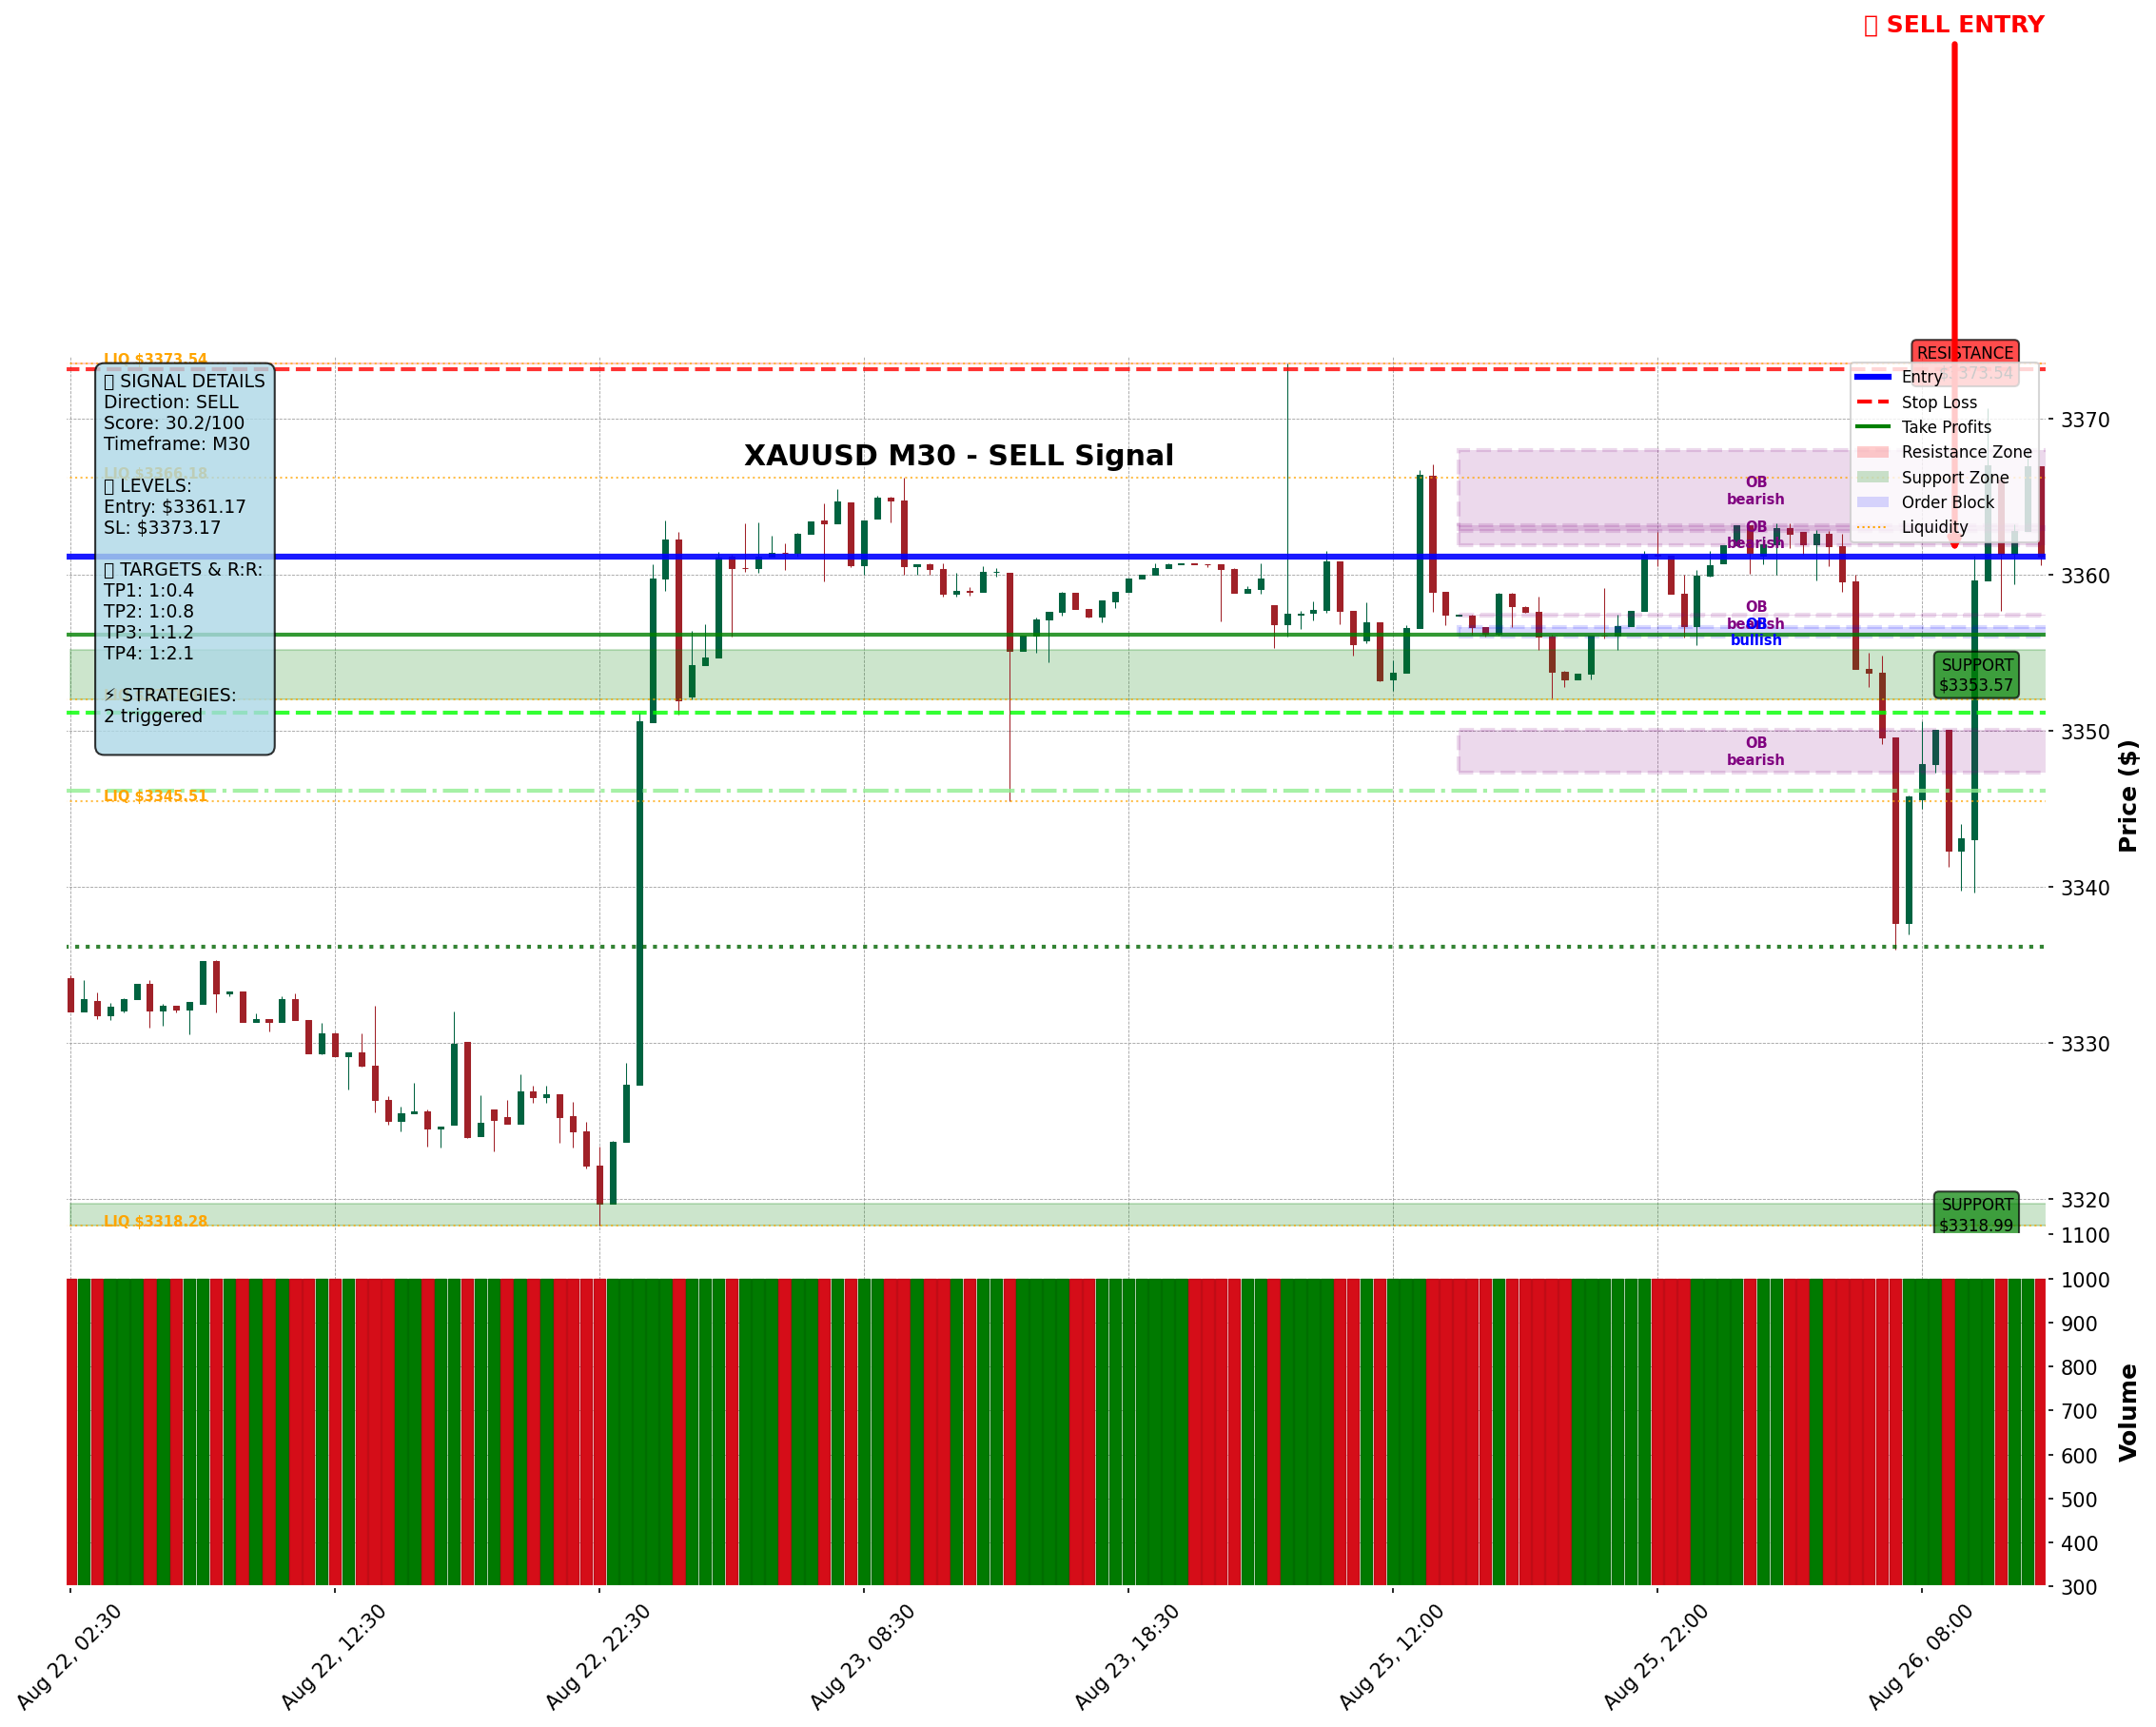 SELL ENTRY
LIQ $3373.54
RESISTANCE
$3373.54
SIGNAL DETAILS
Direction: SELL
Score: 30.2/100
Timeframe: M30
LIQ $3366.18
LEVELS:
Entry: $3361.17
SL: $3373.17
TARGETS & R:R:
TP1: 1:0.4
TP2: 1:0.8
TP3: 1:1.2
TP4: 1:2.1
⚡ STRATEGIES:
2 triggered
XAUUSD M30 - SELL Signal
Entry
Stop Loss
Take Profits
Resistance Zone
Support Zone
Order Block
Liquidity
OB
bearish
OB
bearish
OB
bearish
OB
bullish
SUPPORT
$3353.57
OB
bearish
LIQ $3345.51
LIQ $3318.28
SUPPORT
$3318.99
3370
3360
3350
3340
3330
3320
Price ($)
1100
1000
900
800
700
600
500
400
300
Volume
Aug 22, 02:30
Aug 22, 12:30
Aug 22, 22:30
Aug 23, 08:30
Aug 23, 18:30
Aug 25, 12:00
Aug 25, 22:00
Aug 26, 08:00